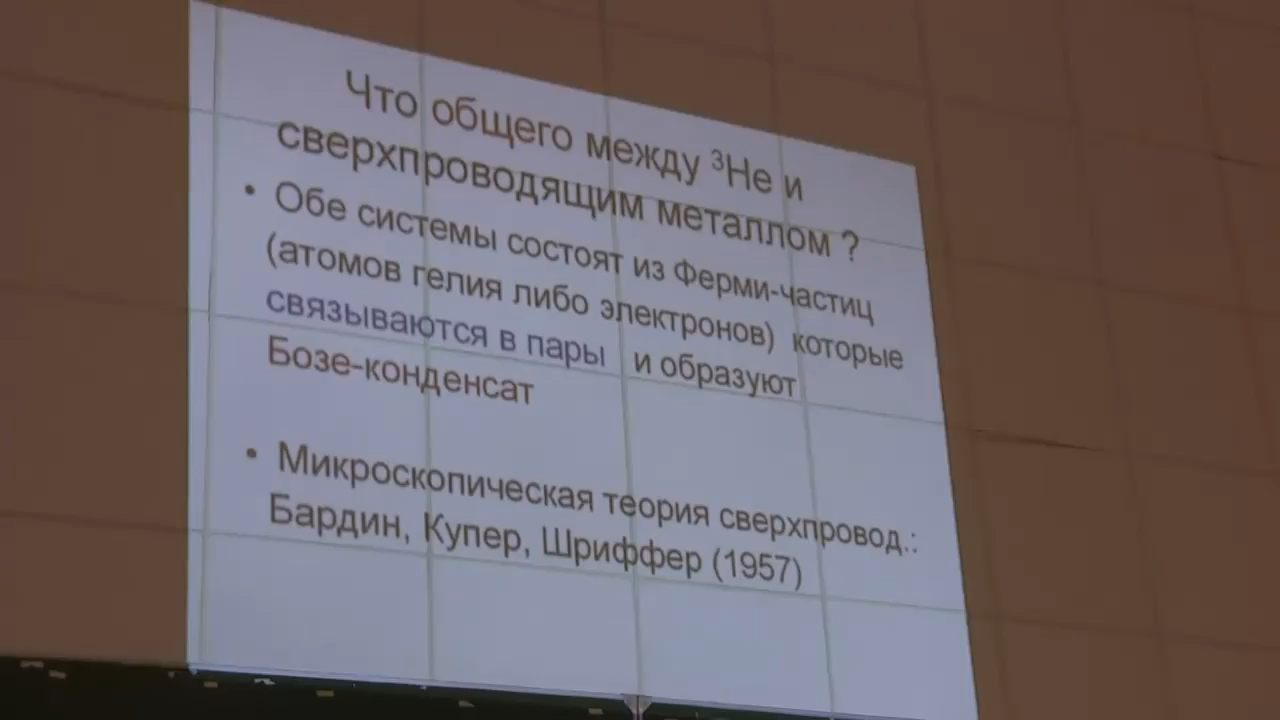 Что общего между ³He и
сверхпроводящим металлом ?
• Обе системы состоят из Ферми-частиц
(атомов гелия либо электронов) которые
связываются в пары и образуют
Бозе-конденсат
• Микроскопическая теория сверхпровод.:
Бардин, Купер, Шриффер (1957)